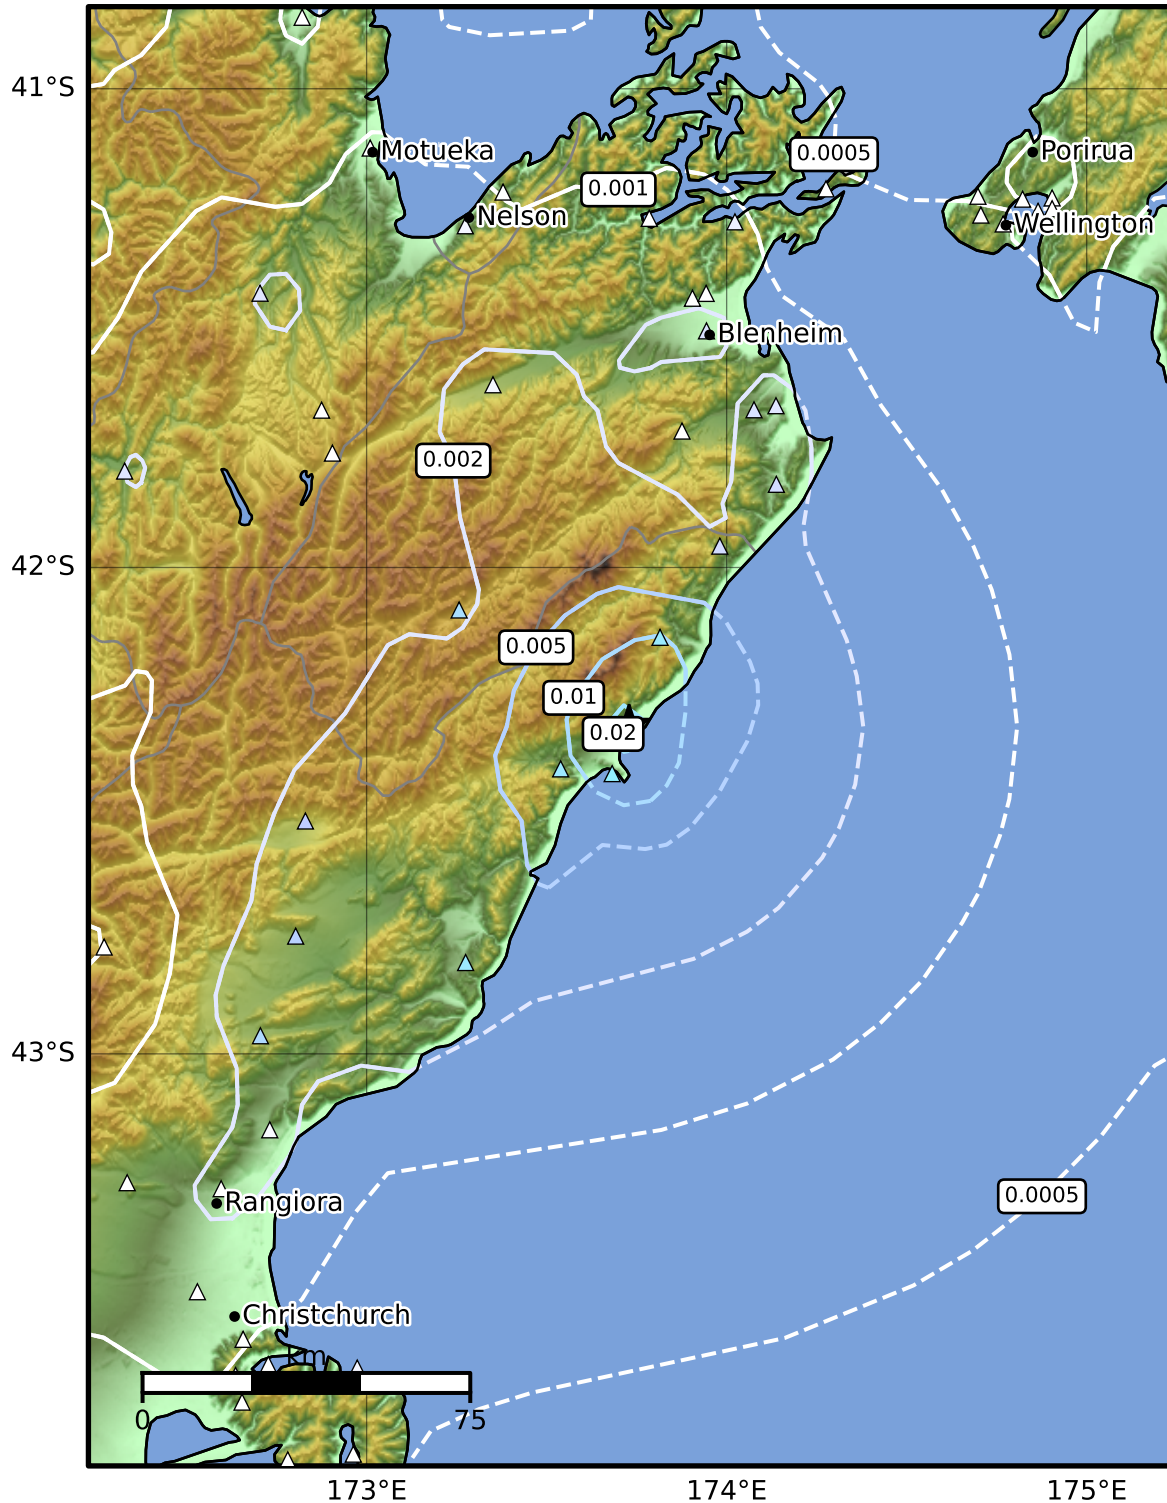 41°S
Motueka
0.0005
Porirua
0.001
Nelson
Wellington
Blenheim
0.002
42°S
0.005
0.01
0.02
43°S
0.0005
Rangiora
Christchurch
0
75
173°E
174°E
175°E